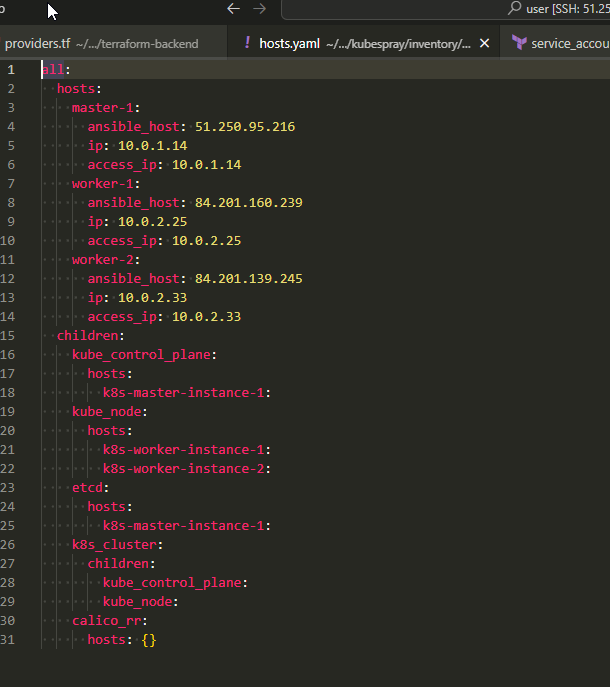 user [SSH: 51.25
providers.tf ~/.../terraform-backend
! hosts.yaml ~/.../kubespray/inventory/...
service_accou
1 all:
2   hosts:
3     master-1:
4       ansible_host: 51.250.95.216
5       ip: 10.0.1.14
6       access_ip: 10.0.1.14
7     worker-1:
8       ansible_host: 84.201.160.239
9       ip: 10.0.2.25
10       access_ip: 10.0.2.25
11     worker-2:
12       ansible_host: 84.201.139.245
13       ip: 10.0.2.33
14       access_ip: 10.0.2.33
15   children:
16     kube_control_plane:
17       hosts:
18         k8s-master-instance-1:
19     kube_node:
20       hosts:
21         k8s-worker-instance-1:
22         k8s-worker-instance-2:
23     etcd:
24       hosts:
25         k8s-master-instance-1:
26     k8s_cluster:
27       children:
28         kube_control_plane:
29         kube_node:
30     calico_rr:
31       hosts: {}